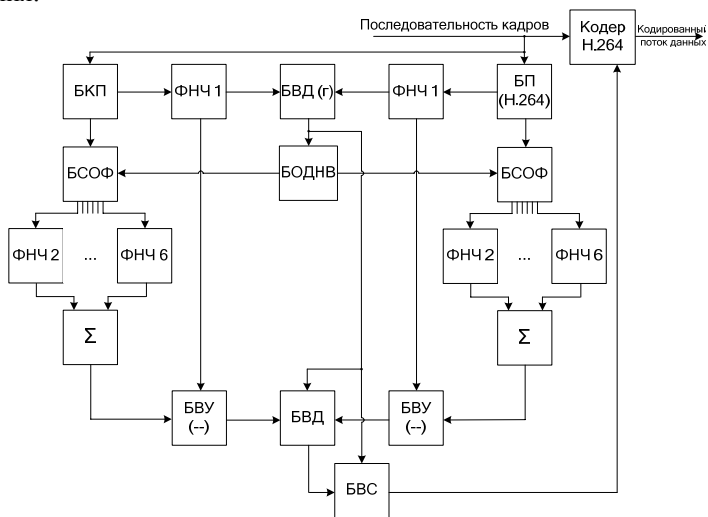 Последовательность кадров
Кодер
H.264
Кодированный
поток данных
БКП
ФНЧ 1
БВД (г)
ФНЧ 1
БП
(H.264)
БСОФ
БОДНВ
БСОФ
ФНЧ 2
...
ФНЧ 6
ФНЧ 2
...
ФНЧ 6
Σ
Σ
БВУ
(--)
БВД
БВУ
(--)
БВС